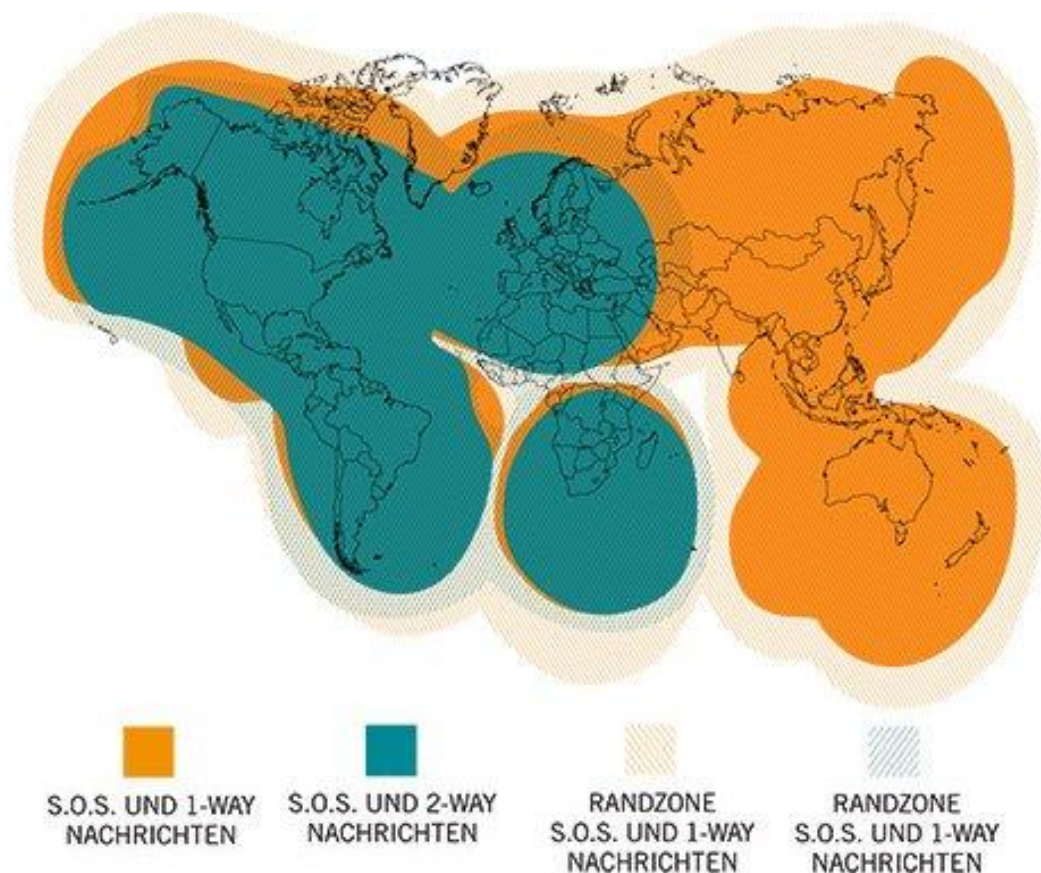 S.O.S. UND 1-WAY
NACHRICHTEN
S.O.S. UND 2-WAY
NACHRICHTEN
RANDZONE
S.O.S. UND 1-WAY
NACHRICHTEN
RANDZONE
S.O.S. UND 1-WAY
NACHRICHTEN